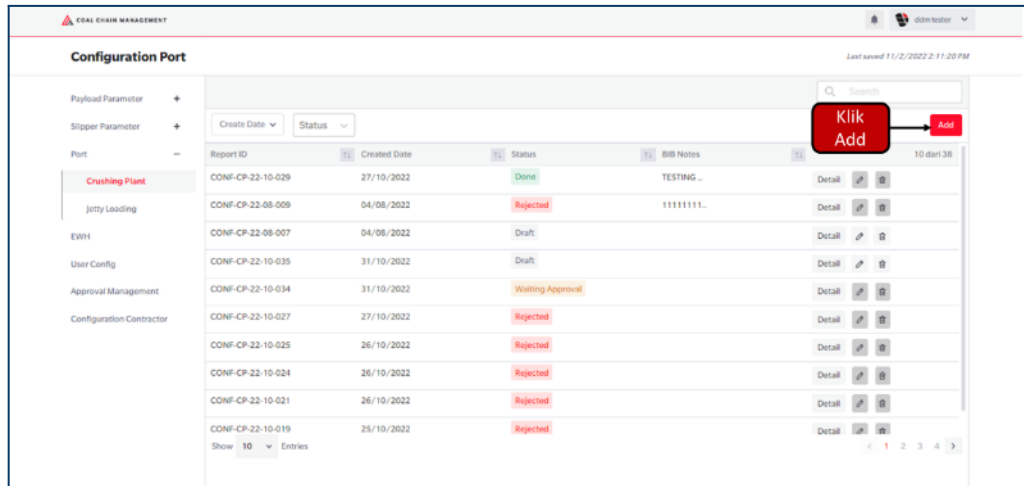 COAL CHAIN MANAGEMENT
ddm tester
Configuration Port
Last saved 11/2/2022 2:11:20 PM
Payload Parameter +
Slipper Parameter +
Port −
Crushing Plant
Jetty Loading
EWH
User Config
Approval Management
Configuration Contractor
Search
Create Date
Status
Klik
Add
Add
Report ID Created Date Status BIB Notes 10 dari 38
CONF-CP-22-10-029 27/10/2022 Done TESTING .. Detail
CONF-CP-22-08-009 04/08/2022 Rejected 11111111.. Detail
CONF-CP-22-08-007 04/08/2022 Draft Detail
CONF-CP-22-10-035 31/10/2022 Draft Detail
CONF-CP-22-10-034 31/10/2022 Waiting Approval Detail
CONF-CP-22-10-027 27/10/2022 Rejected Detail
CONF-CP-22-10-025 26/10/2022 Rejected Detail
CONF-CP-22-10-024 26/10/2022 Rejected Detail
CONF-CP-22-10-021 26/10/2022 Rejected Detail
CONF-CP-22-10-019 25/10/2022 Rejected Detail
Show 10 Entries
< 1 2 3 4 >